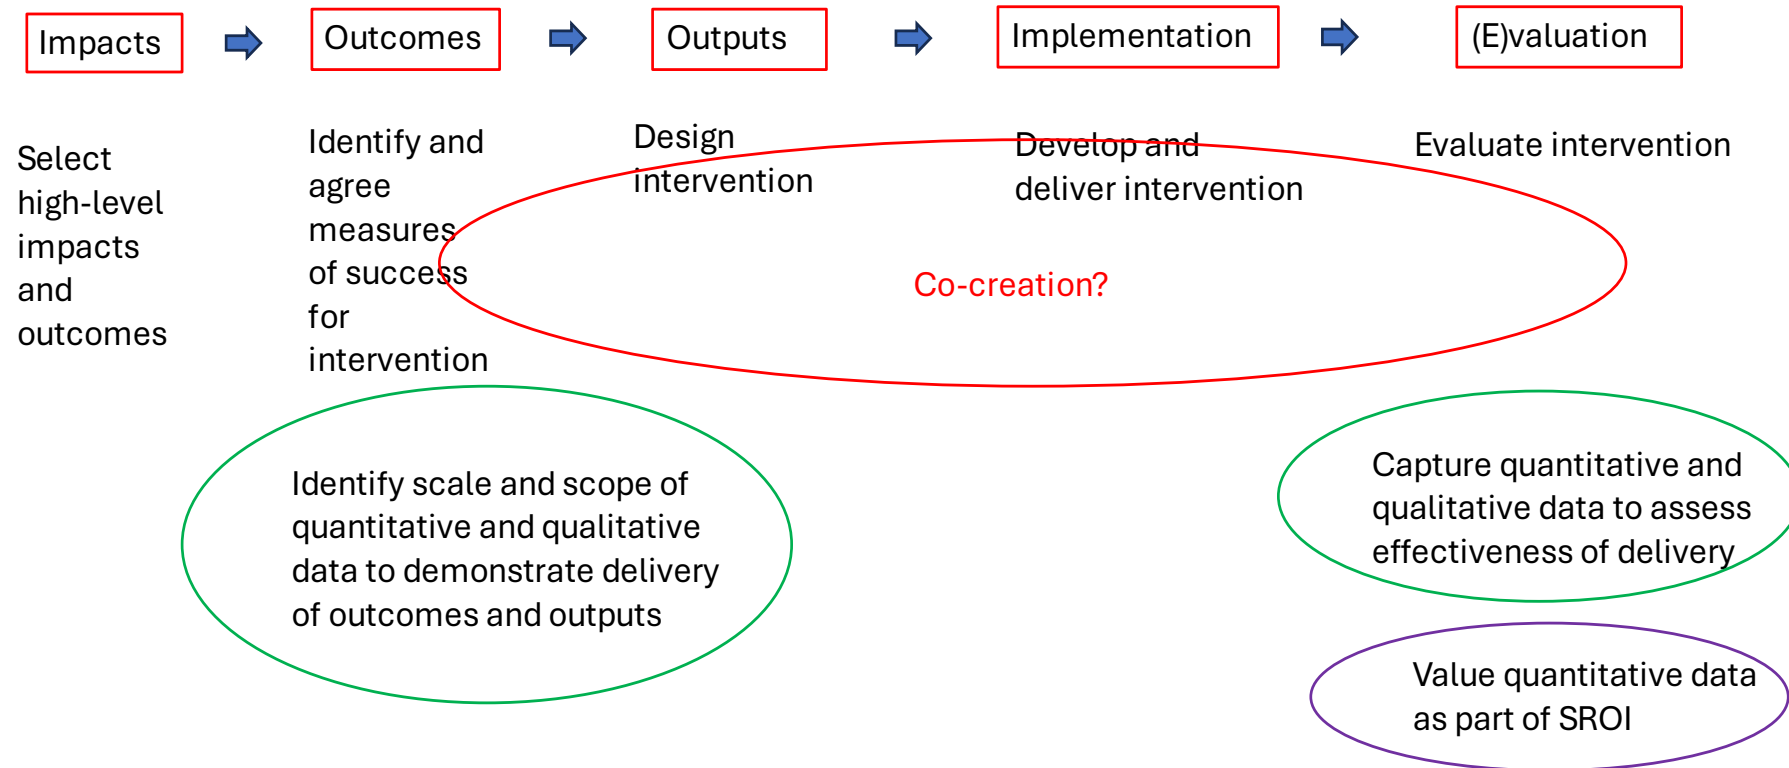 Impacts
Outcomes
Outputs
Implementation
(E)valuation
Select
high-level
impacts
and
outcomes
Identify and
agree
measures
of success
for
intervention
Design
intervention
Develop and
deliver intervention
Evaluate intervention
Co-creation?
Identify scale and scope of
quantitative and qualitative
data to demonstrate delivery
of outcomes and outputs
Capture quantitative and
qualitative data to assess
effectiveness of delivery
Value quantitative data
as part of SROI